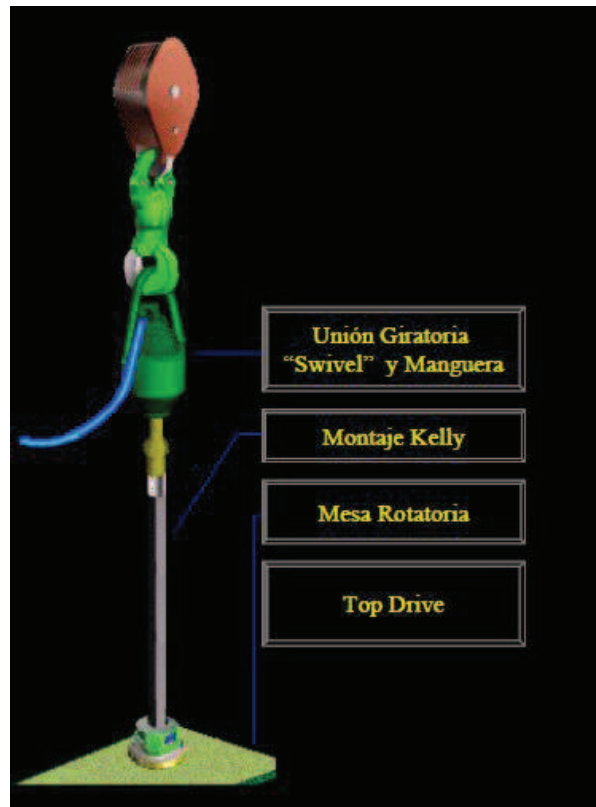 Unión Giratoria
“Swivel” y Manguera
Montaje Kelly
Mesa Rotatoria
Top Drive